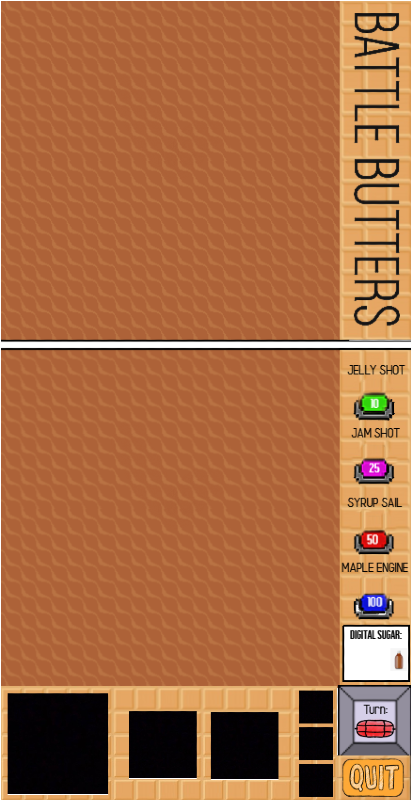 BATTLE BUTTERS
JELLY SHOT
10
JAM SHOT
25
SYRUP SAIL
50
MAPLE ENGINE
100
DIGITAL SUGAR:
Turn:
QUIT